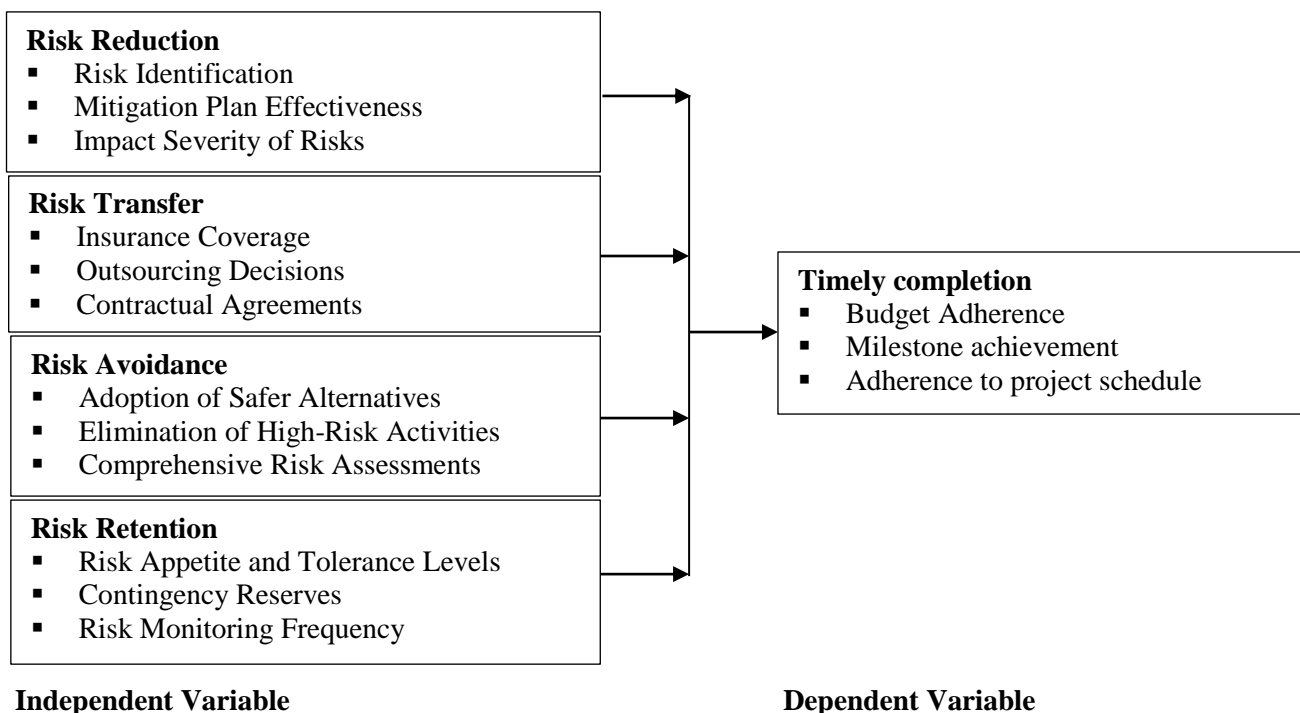 Risk Reduction
▪ Risk Identification
▪ Mitigation Plan Effectiveness
▪ Impact Severity of Risks
Risk Transfer
▪ Insurance Coverage
▪ Outsourcing Decisions
▪ Contractual Agreements
Risk Avoidance
▪ Adoption of Safer Alternatives
▪ Elimination of High-Risk Activities
▪ Comprehensive Risk Assessments
Risk Retention
▪ Risk Appetite and Tolerance Levels
▪ Contingency Reserves
▪ Risk Monitoring Frequency
Independent Variable
Timely completion
▪ Budget Adherence
▪ Milestone achievement
▪ Adherence to project schedule
Dependent Variable